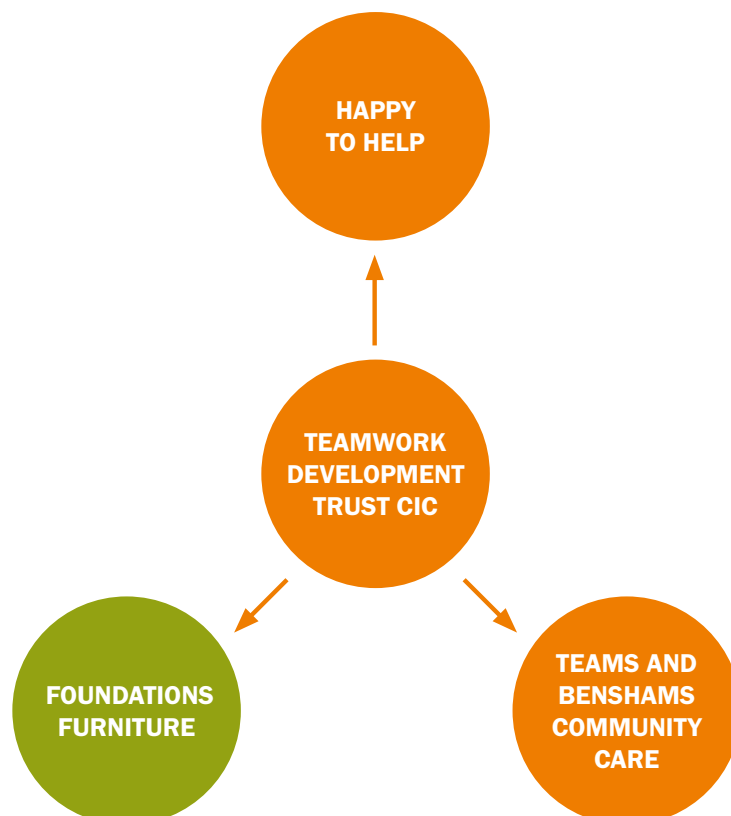 HAPPY
TO HELP
TEAMWORK
DEVELOPMENT
TRUST CIC
FOUNDATIONS
FURNITURE
TEAMS AND
BENSHAMS
COMMUNITY
CARE